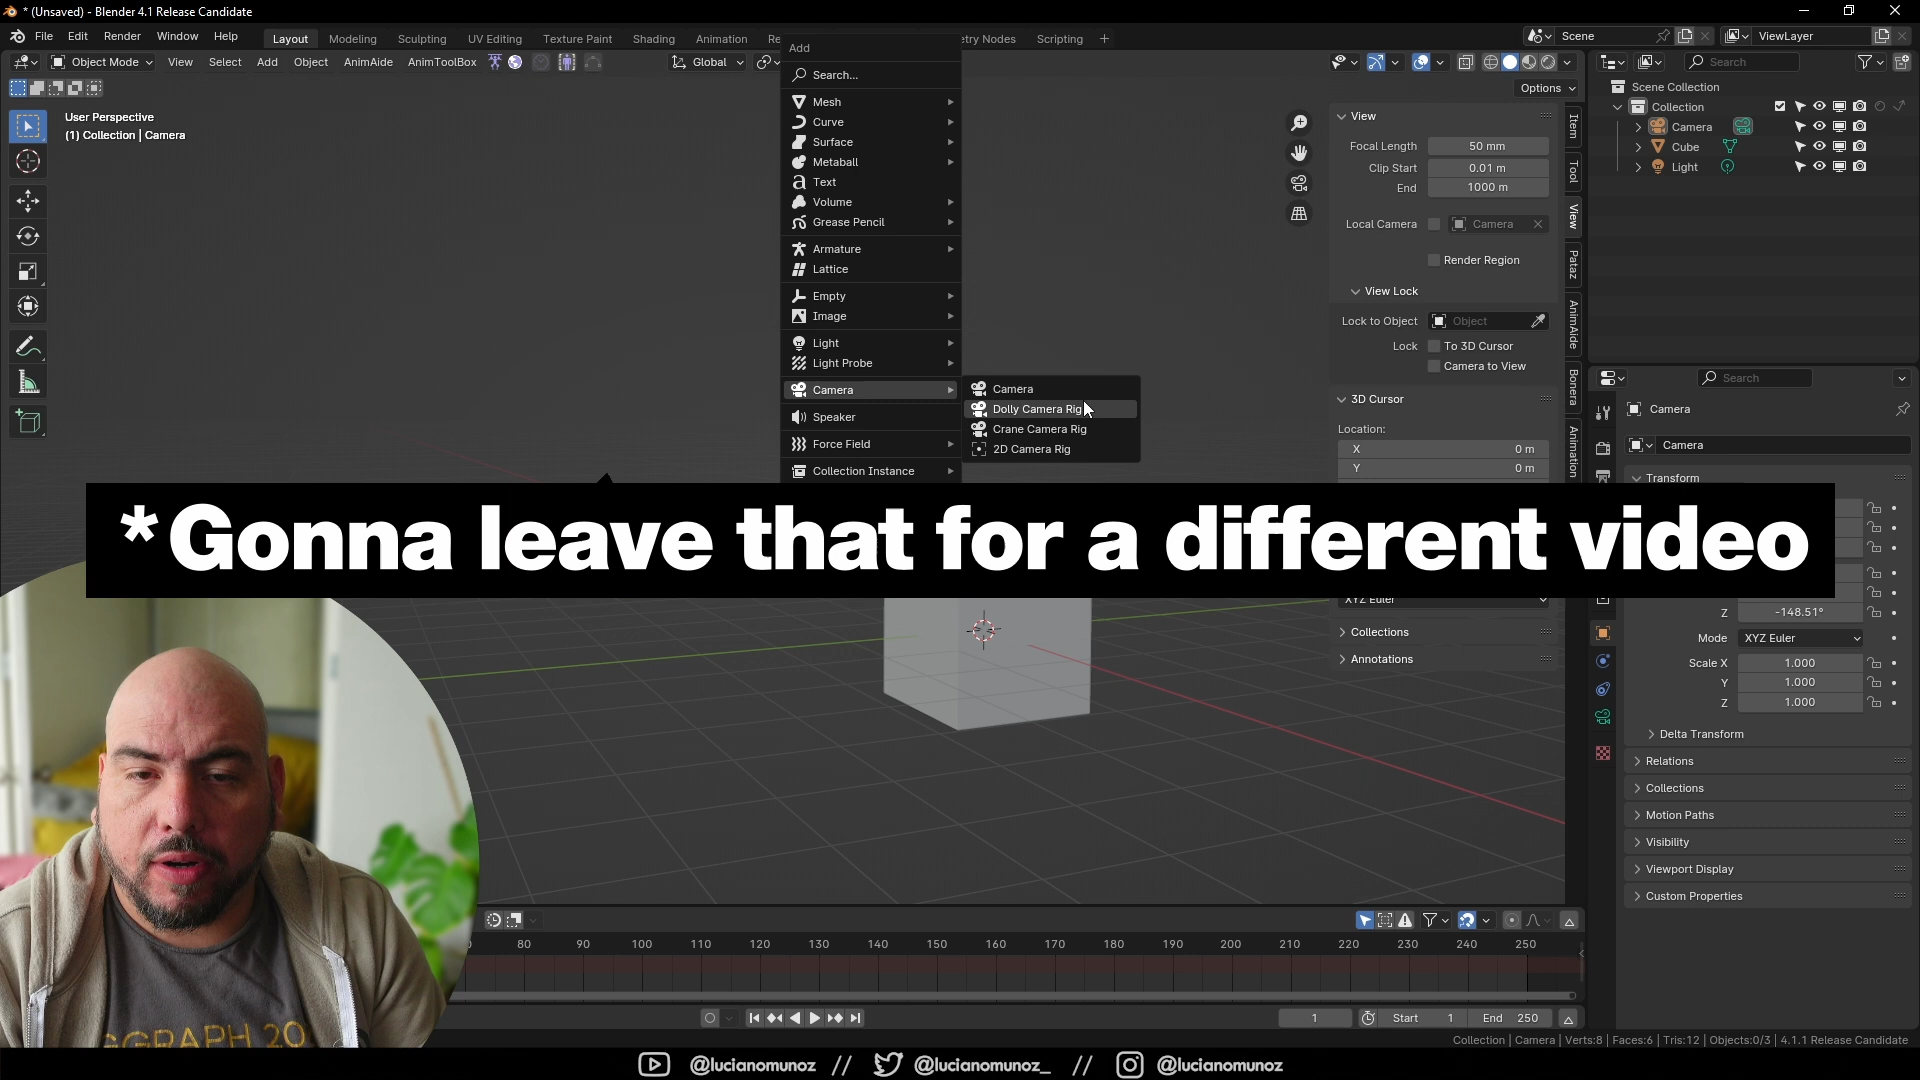 * (Unsaved) - Blender 4.1 Release Candidate
File Edit Render Window Help
Layout Modeling Sculpting UV Editing Texture Paint Shading Animation Re etry Nodes Scripting +
Scene
ViewLayer
Object Mode View Select Add Object AnimAide AnimToolBox
Global
Options
User Perspective
(1) Collection | Camera
Add
Search...
Mesh
Curve
Surface
Metaball
Text
Volume
Grease Pencil
Armature
Lattice
Empty
Image
Light
Light Probe
Camera
Speaker
Force Field
Collection Instance
Camera
Dolly Camera Rig
Crane Camera Rig
2D Camera Rig
View
Focal Length 50 mm
Clip Start 0.01 m
End 1000 m
Local Camera Camera
Render Region
View Lock
Lock to Object Object
Lock To 3D Cursor
Camera to View
3D Cursor
Location:
X 0 m
Y 0 m
XYZ Euler
Collections
Annotations
Item
Tool
View
Pataz
AnimAide
Bonera
Animation
Search
Scene Collection
Collection
Camera
Cube
Light
Search
Camera
Camera
Transform
Z -148.51°
Mode XYZ Euler
Scale X 1.000
Y 1.000
Z 1.000
Delta Transform
Relations
Collections
Motion Paths
Visibility
Viewport Display
Custom Properties
*Gonna leave that for a different video
80 90 100 110 120 130 140 150 160 170 180 190 200 210 220 230 240 250
1 Start 1 End 250
Collection | Camera | Verts:8 | Faces:6 | Tris:12 | Objects:0/3 | 4.1.1 Release Candidate
@lucianomunoz // @lucianomunoz_ // @lucianomunoz